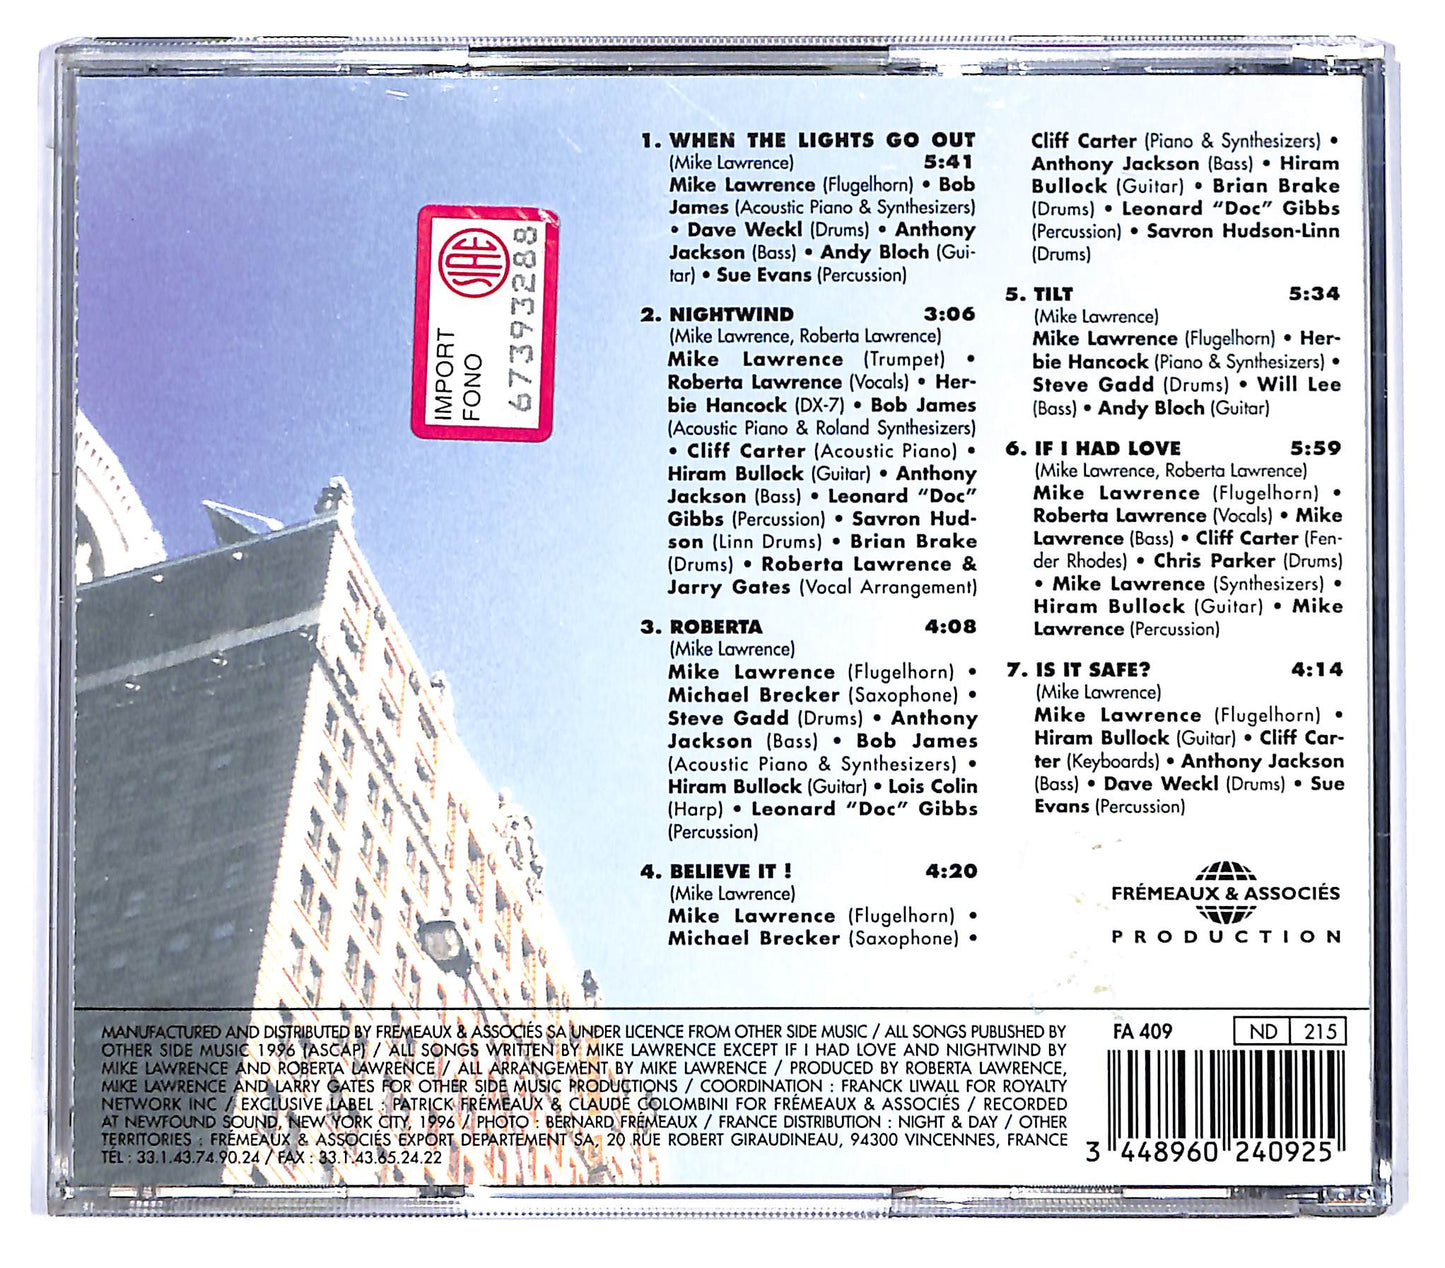 1. WHEN THE LIGHTS GO OUT
(Mike Lawrence) 5:41
Mike Lawrence (Flugelhorn) • Bob
James (Acoustic Piano & Synthesizers)
• Dave Weckl (Drums) • Anthony
Jackson (Bass) • Andy Bloch (Gui-
tar) • Sue Evans (Percussion)
2. NIGHTWIND 3:06
(Mike Lawrence, Roberta Lawrence)
Mike Lawrence (Trumpet) •
Roberta Lawrence (Vocals) • Her-
bie Hancock (DX-7) • Bob James
(Acoustic Piano & Roland Synthesizers)
• Cliff Carter (Acoustic Piano) •
Hiram Bullock (Guitar) • Anthony
Jackson (Bass) • Leonard "Doc"
Gibbs (Percussion) • Savron Hud-
son (Linn Drums) • Brian Brake
(Drums) • Roberta Lawrence &
Jarry Gates (Vocal Arrangement)
3. ROBERTA 4:08
(Mike Lawrence)
Mike Lawrence (Flugelhorn) •
Michael Brecker (Saxophone) •
Steve Gadd (Drums) • Anthony
Jackson (Bass) • Bob James
(Acoustic Piano & Synthesizers) •
Hiram Bullock (Guitar) • Lois Colin
(Harp) • Leonard "Doc" Gibbs
(Percussion)
4. BELIEVE IT ! 4:20
(Mike Lawrence)
Mike Lawrence (Flugelhorn) •
Michael Brecker (Saxophone) •
Cliff Carter (Piano & Synthesizers) •
Anthony Jackson (Bass) • Hiram
Bullock (Guitar) • Brian Brake
(Drums) • Leonard "Doc" Gibbs
(Percussion) • Savron Hudson-Linn
(Drums)
5. TILT 5:34
(Mike Lawrence)
Mike Lawrence (Flugelhorn) • Her-
bie Hancock (Piano & Synthesizers) •
Steve Gadd (Drums) • Will Lee
(Bass) • Andy Bloch (Guitar)
6. IF I HAD LOVE 5:59
(Mike Lawrence, Roberta Lawrence)
Mike Lawrence (Flugelhorn) •
Roberta Lawrence (Vocals) • Mike
Lawrence (Bass) • Cliff Carter (Fen-
der Rhodes) • Chris Parker (Drums)
• Mike Lawrence (Synthesizers) •
Hiram Bullock (Guitar) • Mike
Lawrence (Percussion)
7. IS IT SAFE? 4:14
(Mike Lawrence)
Mike Lawrence (Flugelhorn) •
Hiram Bullock (Guitar) • Cliff Car-
ter (Keyboards) • Anthony Jackson
(Bass) • Dave Weckl (Drums) • Sue
Evans (Percussion)
SIAE
IMPORT
FONO
67393288
FRÉMEAUX & ASSOCIÉS
PRODUCTION
MANUFACTURED AND DISTRIBUTED BY FREMEAUX & ASSOCIÉS SA UNDER LICENCE FROM OTHER SIDE MUSIC / ALL SONGS PUBLISHED BY
OTHER SIDE MUSIC 1996 (ASCAP) / ALL SONGS WRITTEN BY MIKE LAWRENCE EXCEPT IF I HAD LOVE AND NIGHTWIND BY
MIKE LAWRENCE AND ROBERTA LAWRENCE / ALL ARRANGEMENT BY MIKE LAWRENCE / PRODUCED BY ROBERTA LAWRENCE,
MIKE LAWRENCE AND LARRY GATES FOR OTHER SIDE MUSIC PRODUCTIONS / COORDINATION : FRANCK LIWALL FOR ROYALTY
NETWORK INC / EXCLUSIVE LABEL : PATRICK FRÉMEAUX & CLAUDE COLOMBINI FOR FRÉMEAUX & ASSOCIÉS / RECORDED
AT NEWFOUND SOUND, NEW YORK CITY, 1996 / PHOTO : BERNARD FRÉMEAUX / FRANCE DISTRIBUTION : NIGHT & DAY / OTHER
TERRITORIES : FRÉMEAUX & ASSOCIÉS EXPORT DEPARTEMENT SA, 20 RUE ROBERT GIRAUDINEAU, 94300 VINCENNES, FRANCE
TÉL : 33.1.43.74.90.24 / FAX : 33.1.43.65.24.22
FA 409
ND 215
3 448960 240925